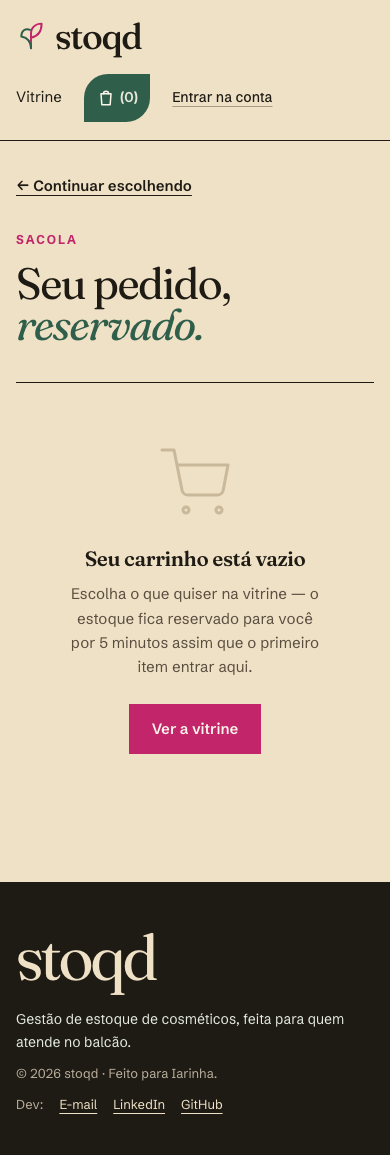 stoqd
Vitrine
(0)
Entrar na conta
← Continuar escolhendo
SACOLA
Seu pedido,
reservado.
Seu carrinho está vazio
Escolha o que quiser na vitrine — o
estoque fica reservado para você
por 5 minutos assim que o primeiro
item entrar aqui.
Ver a vitrine
stoqd
Gestão de estoque de cosméticos, feita para quem
atende no balcão.
© 2026 stoqd · Feito para Iarinha.
Dev: E-mail LinkedIn GitHub